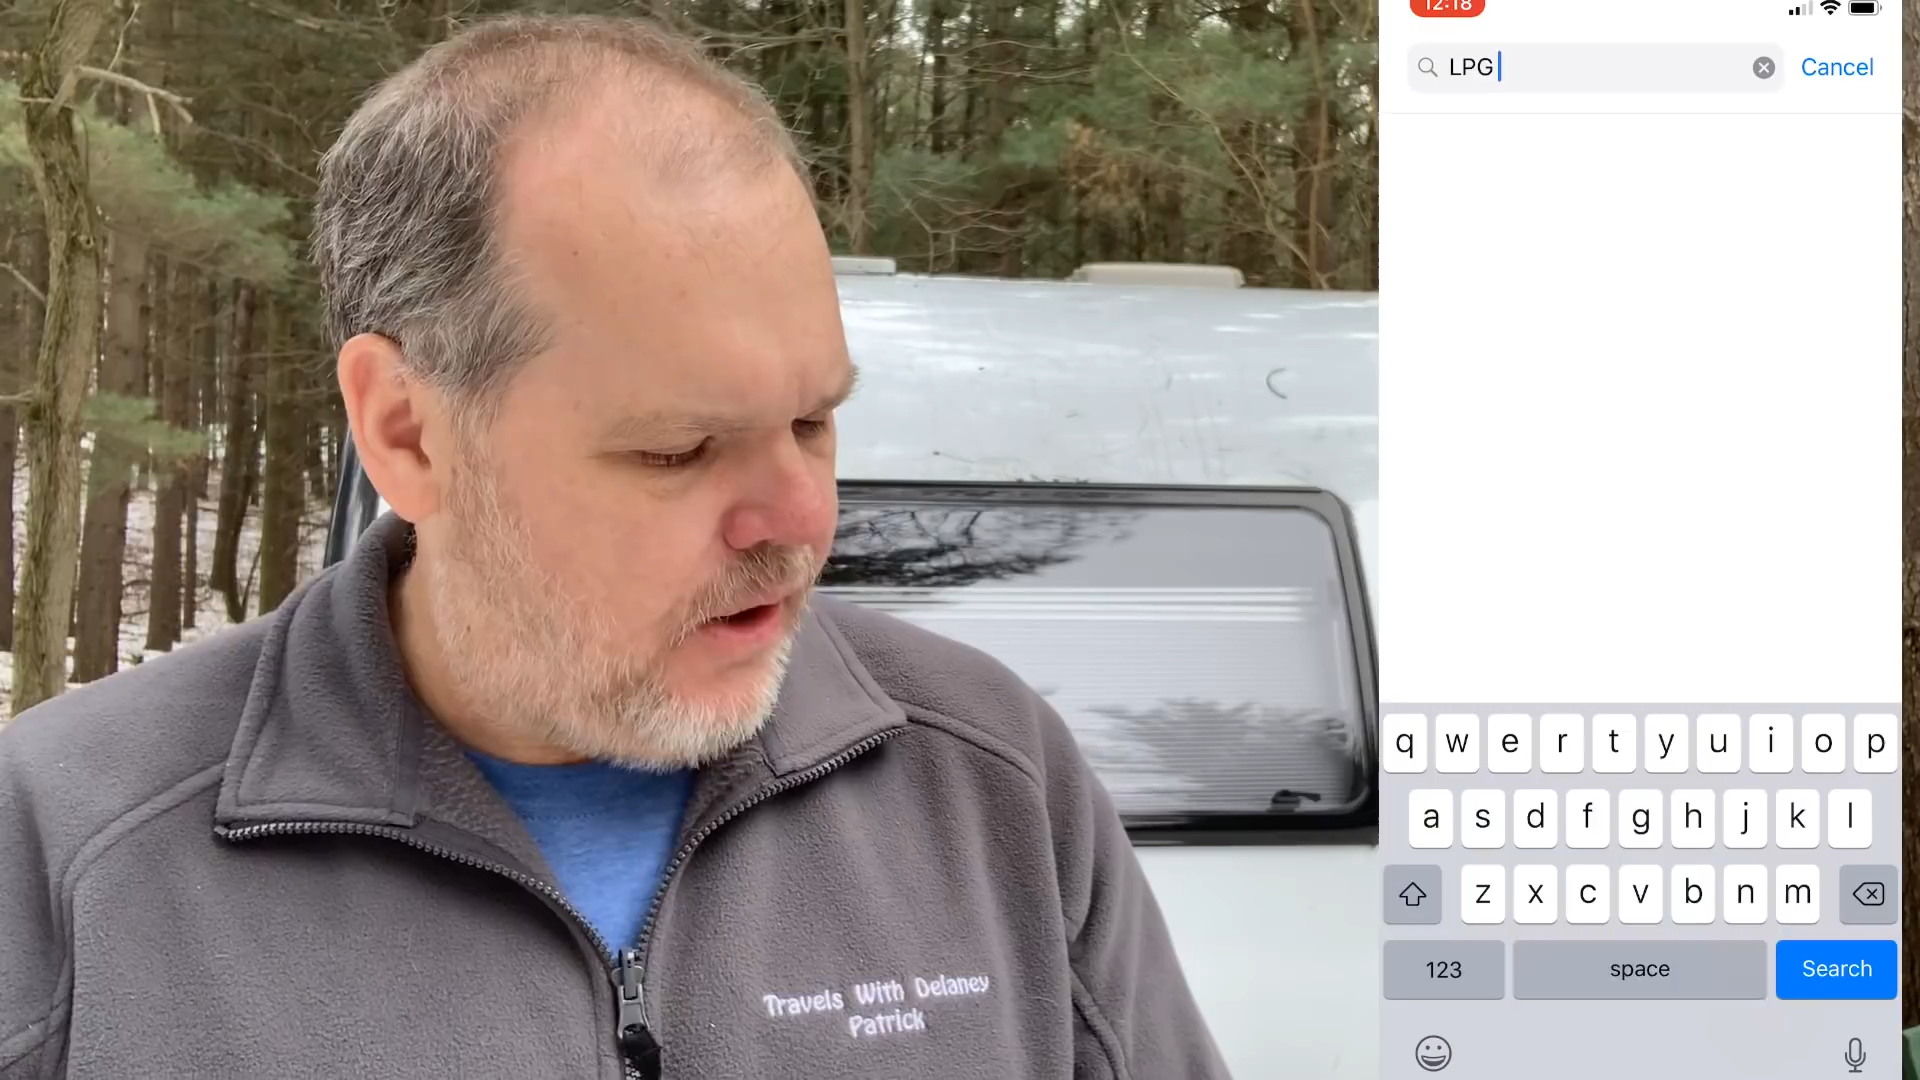 12:18
LPG
Cancel
q w e r t y u i o p
a s d f g h j k l
z x c v b n m
123 space Search
Travels With Delaney
Patrick